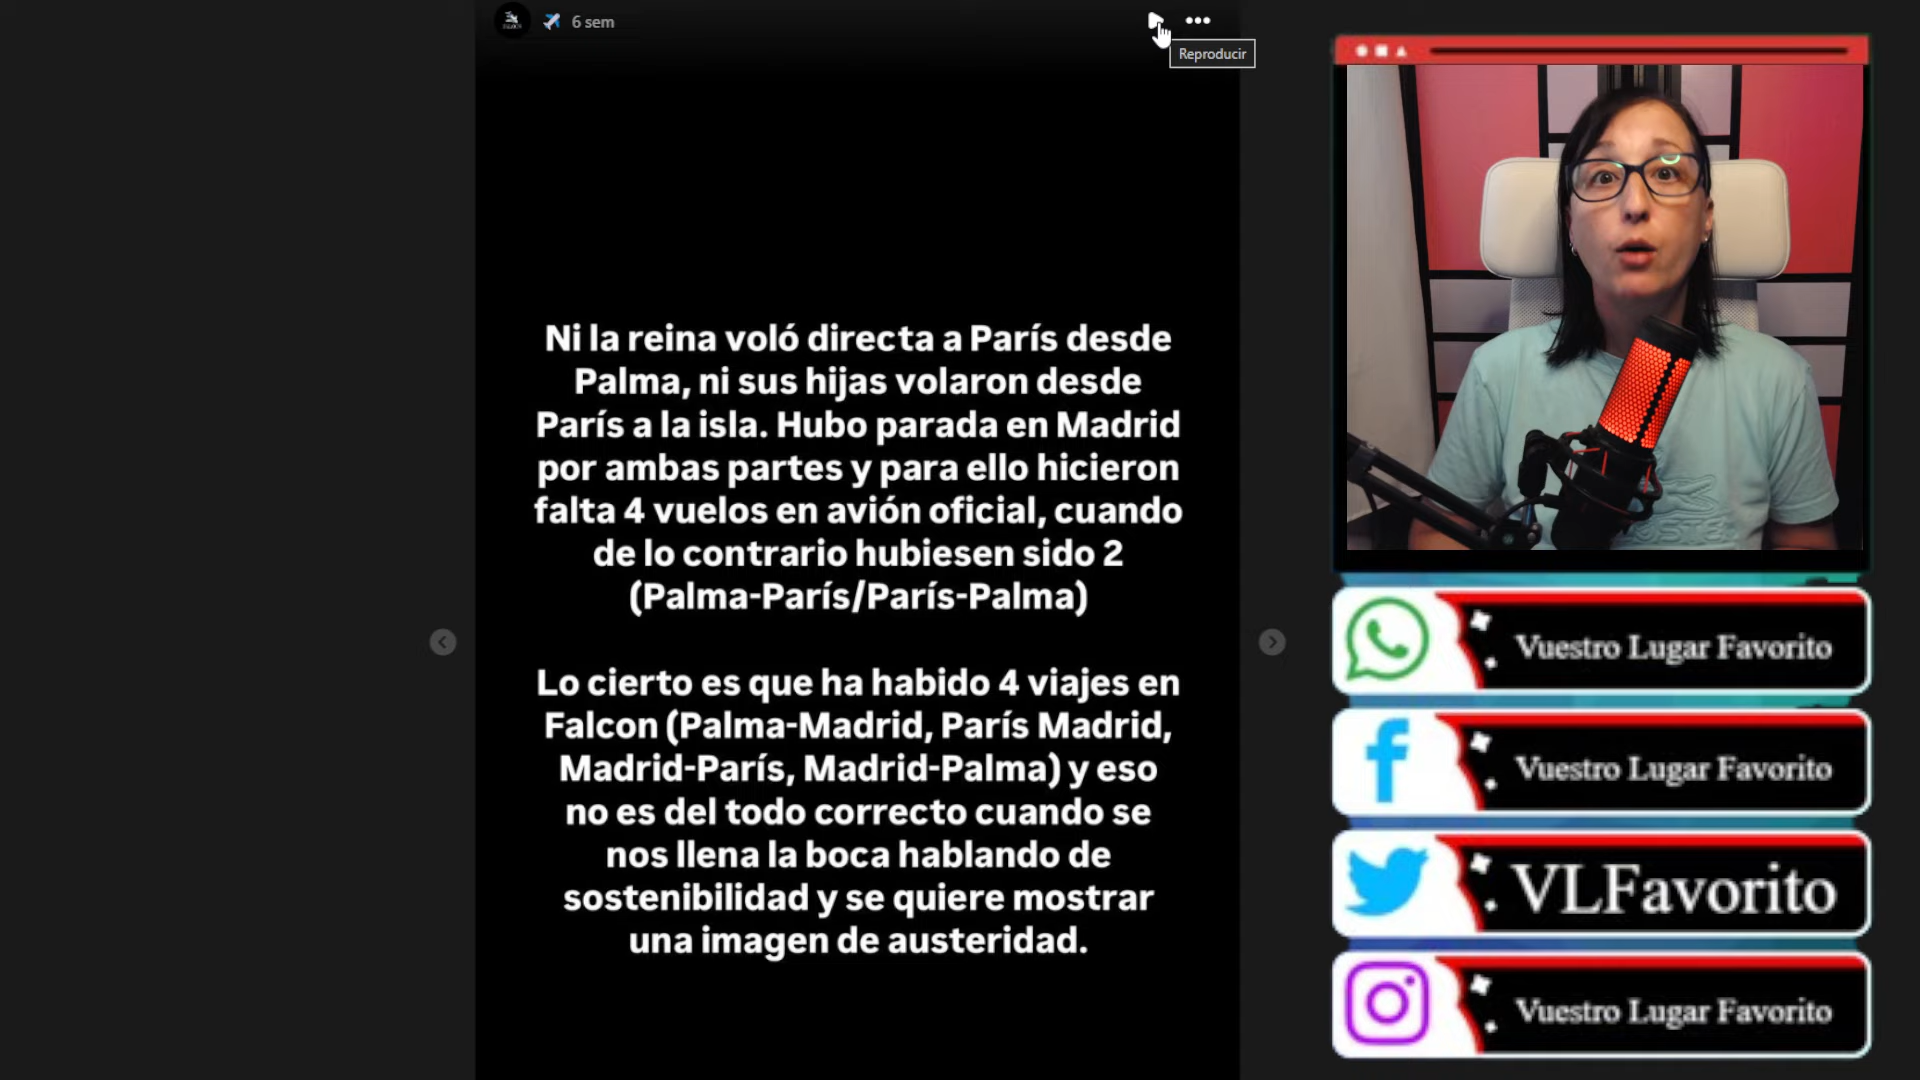 6 sem
Reproducir
Ni la reina voló directa a París desde
Palma, ni sus hijas volaron desde
París a la isla. Hubo parada en Madrid
por ambas partes y para ello hicieron
falta 4 vuelos en avión oficial, cuando
de lo contrario hubiesen sido 2
(Palma-París/París-Palma)
Lo cierto es que ha habido 4 viajes en
Falcon (Palma-Madrid, París Madrid,
Madrid-París, Madrid-Palma) y eso
no es del todo correcto cuando se
nos llena la boca hablando de
sostenibilidad y se quiere mostrar
una imagen de austeridad.
Vuestro Lugar Favorito
Vuestro Lugar Favorito
VLFavorito
Vuestro Lugar Favorito